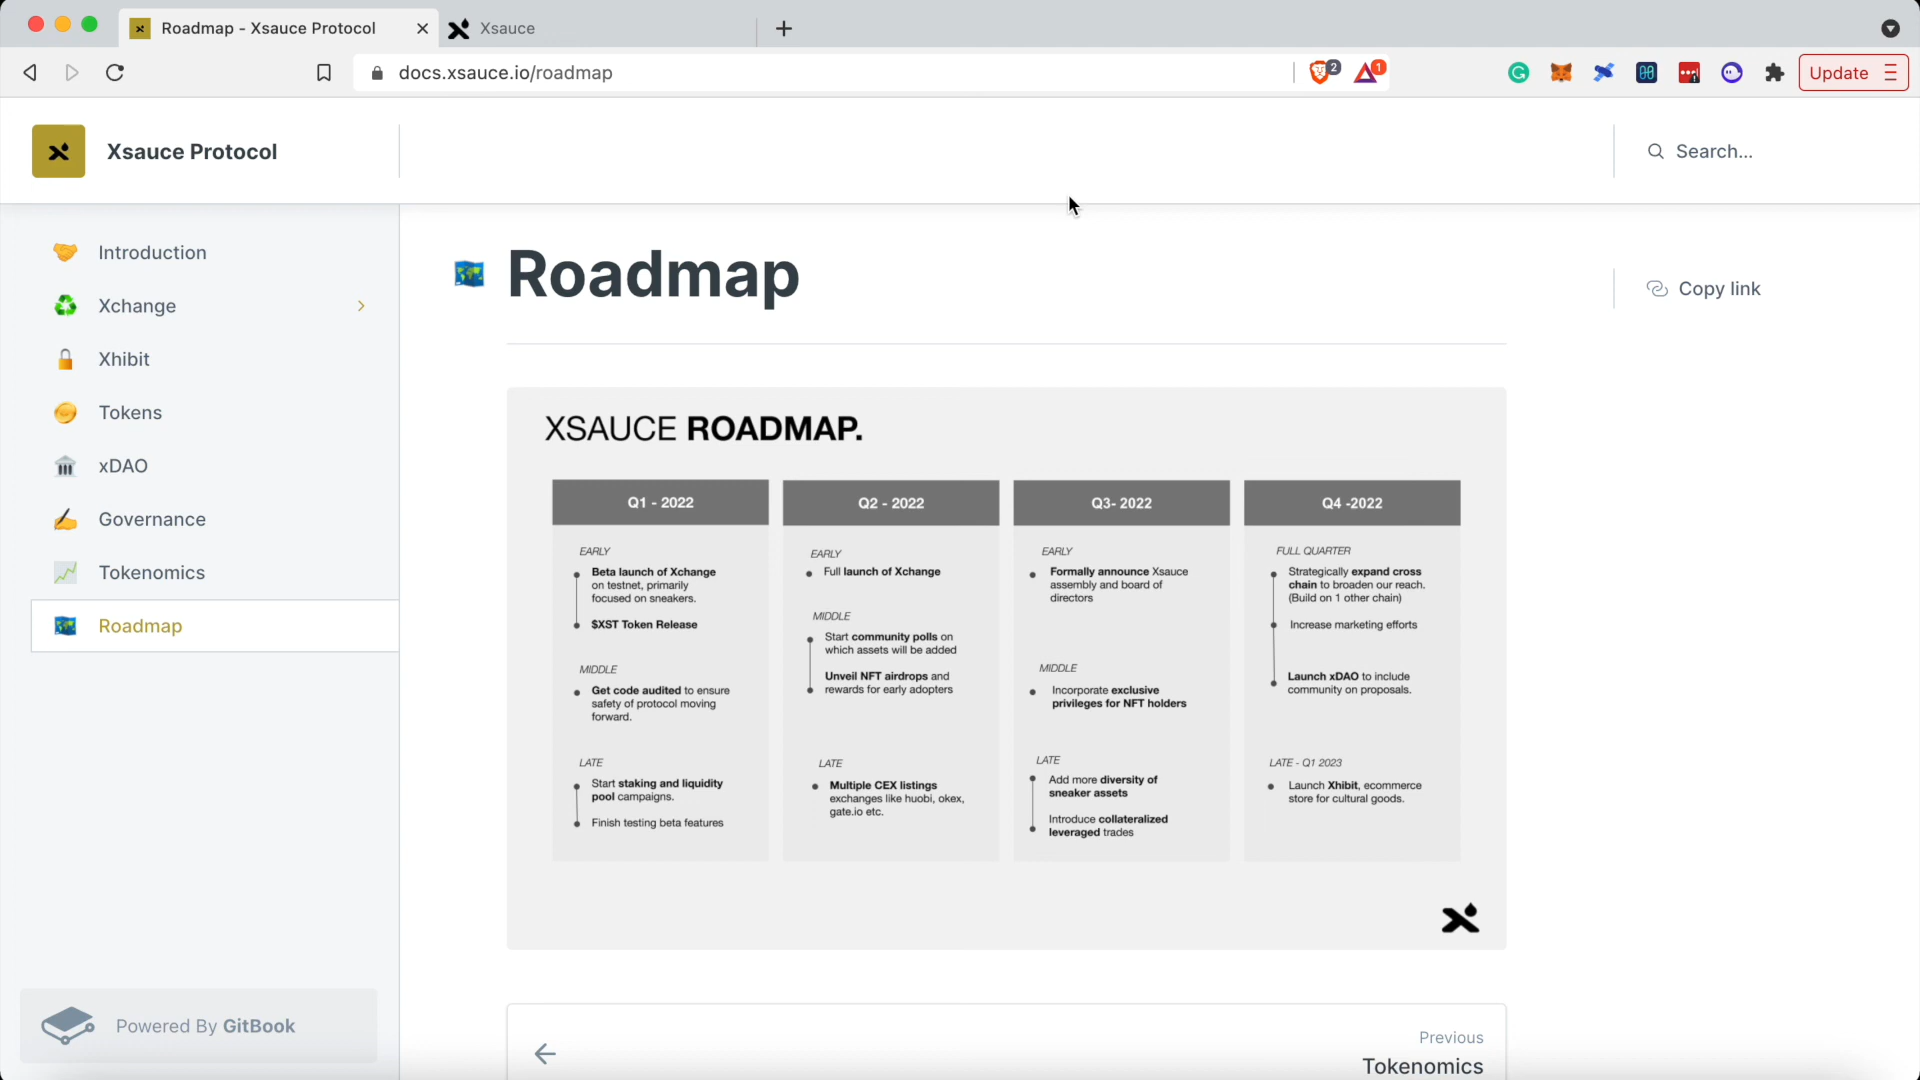 Roadmap - Xsauce Protocol
Xsauce
docs.xsauce.io/roadmap
2
1
Update
Xsauce Protocol
Search...
Introduction
Xchange
Xhibit
Tokens
xDAO
Governance
Tokenomics
Roadmap
Powered By GitBook
Roadmap
Copy link
XSAUCE ROADMAP.
Q1 - 2022
EARLY
Beta launch of Xchange
on testnet, primarily
focused on sneakers.
$XST Token Release
MIDDLE
Get code audited to ensure
safety of protocol moving
forward.
LATE
Start staking and liquidity
pool campaigns.
Finish testing beta features
Q2 - 2022
EARLY
Full launch of Xchange
MIDDLE
Start community polls on
which assets will be added
Unveil NFT airdrops and
rewards for early adopters
LATE
Multiple CEX listings
exchanges like huobi, okex,
gate.io etc.
Q3- 2022
EARLY
Formally announce Xsauce
assembly and board of
directors
MIDDLE
Incorporate exclusive
privileges for NFT holders
LATE
Add more diversity of
sneaker assets
Introduce collateralized
leveraged trades
Q4 -2022
FULL QUARTER
Strategically expand cross
chain to broaden our reach.
(Build on 1 other chain)
Increase marketing efforts
Launch xDAO to include
community on proposals.
LATE - Q1 2023
Launch Xhibit, ecommerce
store for cultural goods.
Previous
Tokenomics